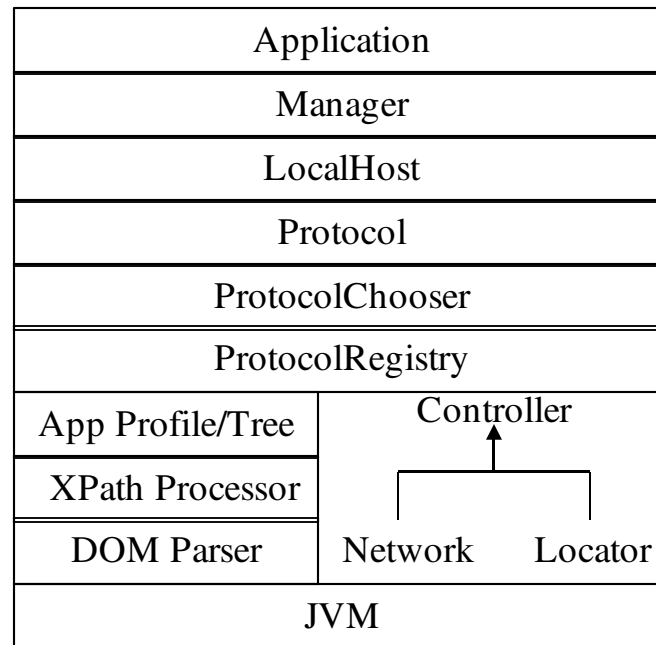 Application
Manager
LocalHost
Protocol
ProtocolChooser
ProtocolRegistry
App Profile/Tree
XPath Processor
DOM Parser
Controller
Network Locator
JVM